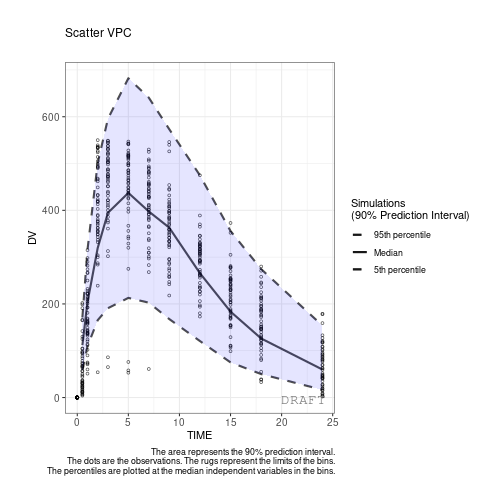 Scatter VPC
600
400
200
0
DV
0
5
10
15
20
25
TIME
DRAFT
Simulations
(90% Prediction Interval)
95th percentile
Median
5th percentile
The area represents the 90% prediction interval.
The dots are the observations. The rugs represent the limits of the bins.
The percentiles are plotted at the median independent variables in the bins.